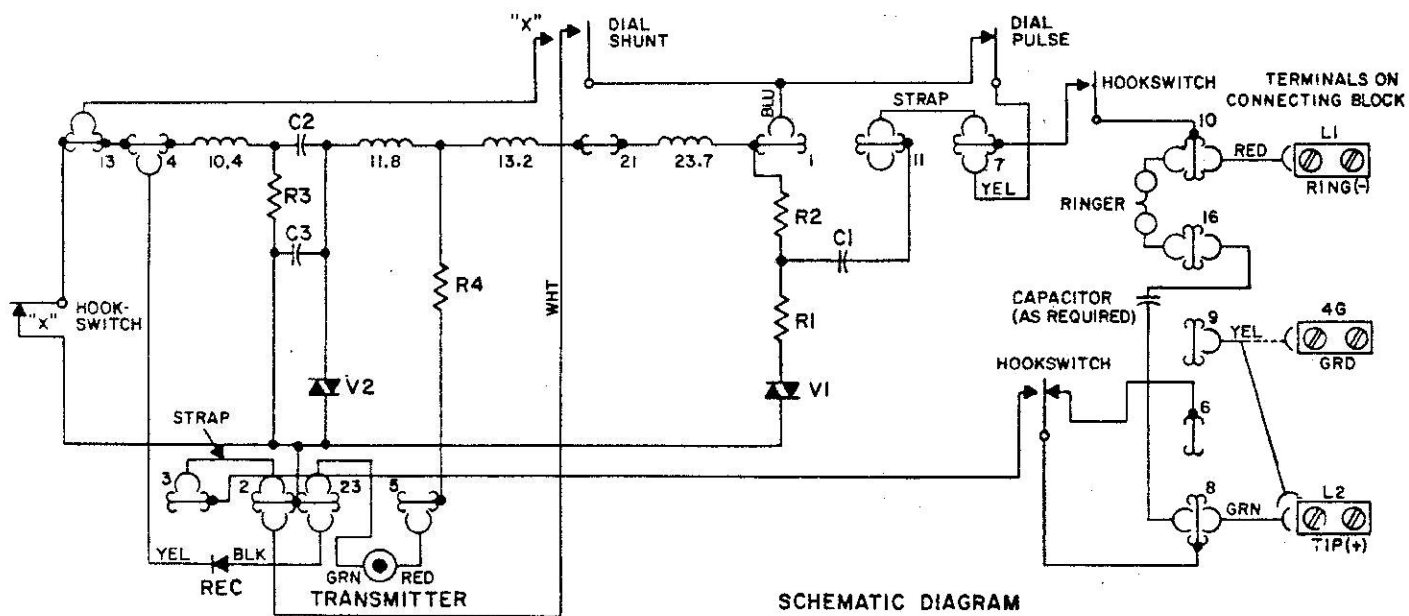 "X"
DIAL
SHUNT
DIAL
PULSE
HOOKSWITCH
TERMINALS ON
CONNECTING BLOCK
BLU
STRAP
10
L1
RED
RING(-)
C2
13
4
10,4
11.8
13.2
21
23.7
1
11
7
YEL
R3
R2
RINGER
16
C3
C1
R4
WHT
"X"
HOOK-
SWITCH
R1
CAPACITOR
(AS REQUIRED)
9
YEL
4G
GRD
V2
V1
HOOKSWITCH
6
STRAP
3
2
23
5
8
GRN
L2
TIP(+)
YEL
BLK
REC
GRN
RED
TRANSMITTER
SCHEMATIC DIAGRAM